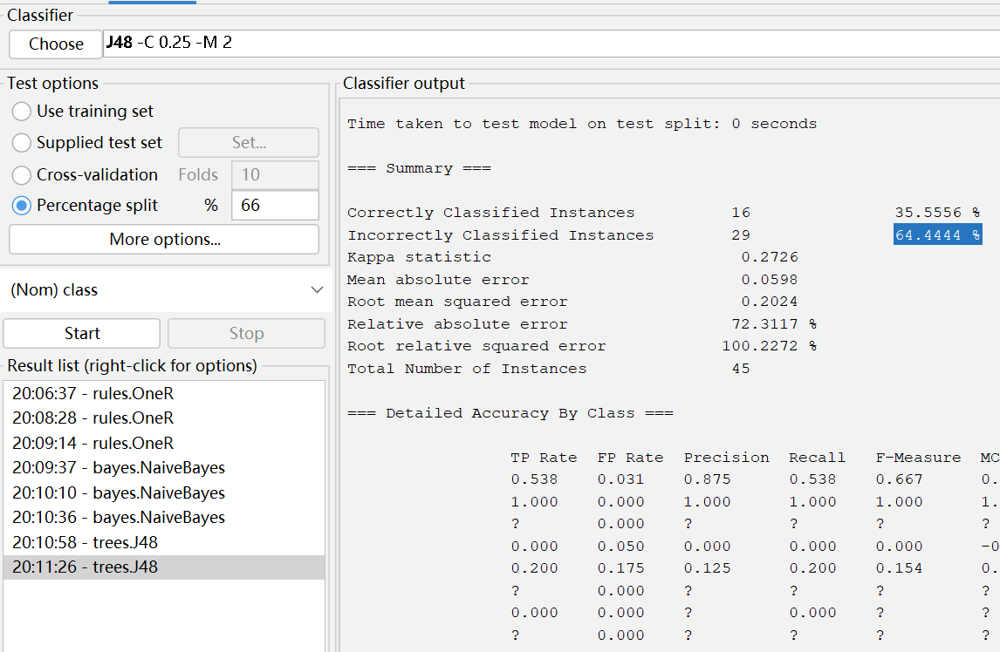 Classifier
Choose J48 -C 0.25 -M 2
Test options
Use training set
Supplied test set Set...
Cross-validation Folds 10
Percentage split % 66
More options...
(Nom) class
Start Stop
Result list (right-click for options)
20:06:37 - rules.OneR
20:08:28 - rules.OneR
20:09:14 - rules.OneR
20:09:37 - bayes.NaiveBayes
20:10:10 - bayes.NaiveBayes
20:10:36 - bayes.NaiveBayes
20:10:58 - trees.J48
20:11:26 - trees.J48
Classifier output
Time taken to test model on test split: 0 seconds
=== Summary ===
Correctly Classified Instances 16 35.5556 %
Incorrectly Classified Instances 29 64.4444 %
Kappa statistic 0.2726
Mean absolute error 0.0598
Root mean squared error 0.2024
Relative absolute error 72.3117 %
Root relative squared error 100.2272 %
Total Number of Instances 45
=== Detailed Accuracy By Class ===
TP Rate FP Rate Precision Recall F-Measure MC
0.538 0.031 0.875 0.538 0.667 0.
1.000 0.000 1.000 1.000 1.000 1.
? 0.000 ? ? ? ?
0.000 0.050 0.000 0.000 0.000 -0
0.200 0.175 0.125 0.200 0.154 0.
? 0.000 ? ? ? ?
0.000 0.000 ? 0.000 ? ?
? 0.000 ? ? ? ?